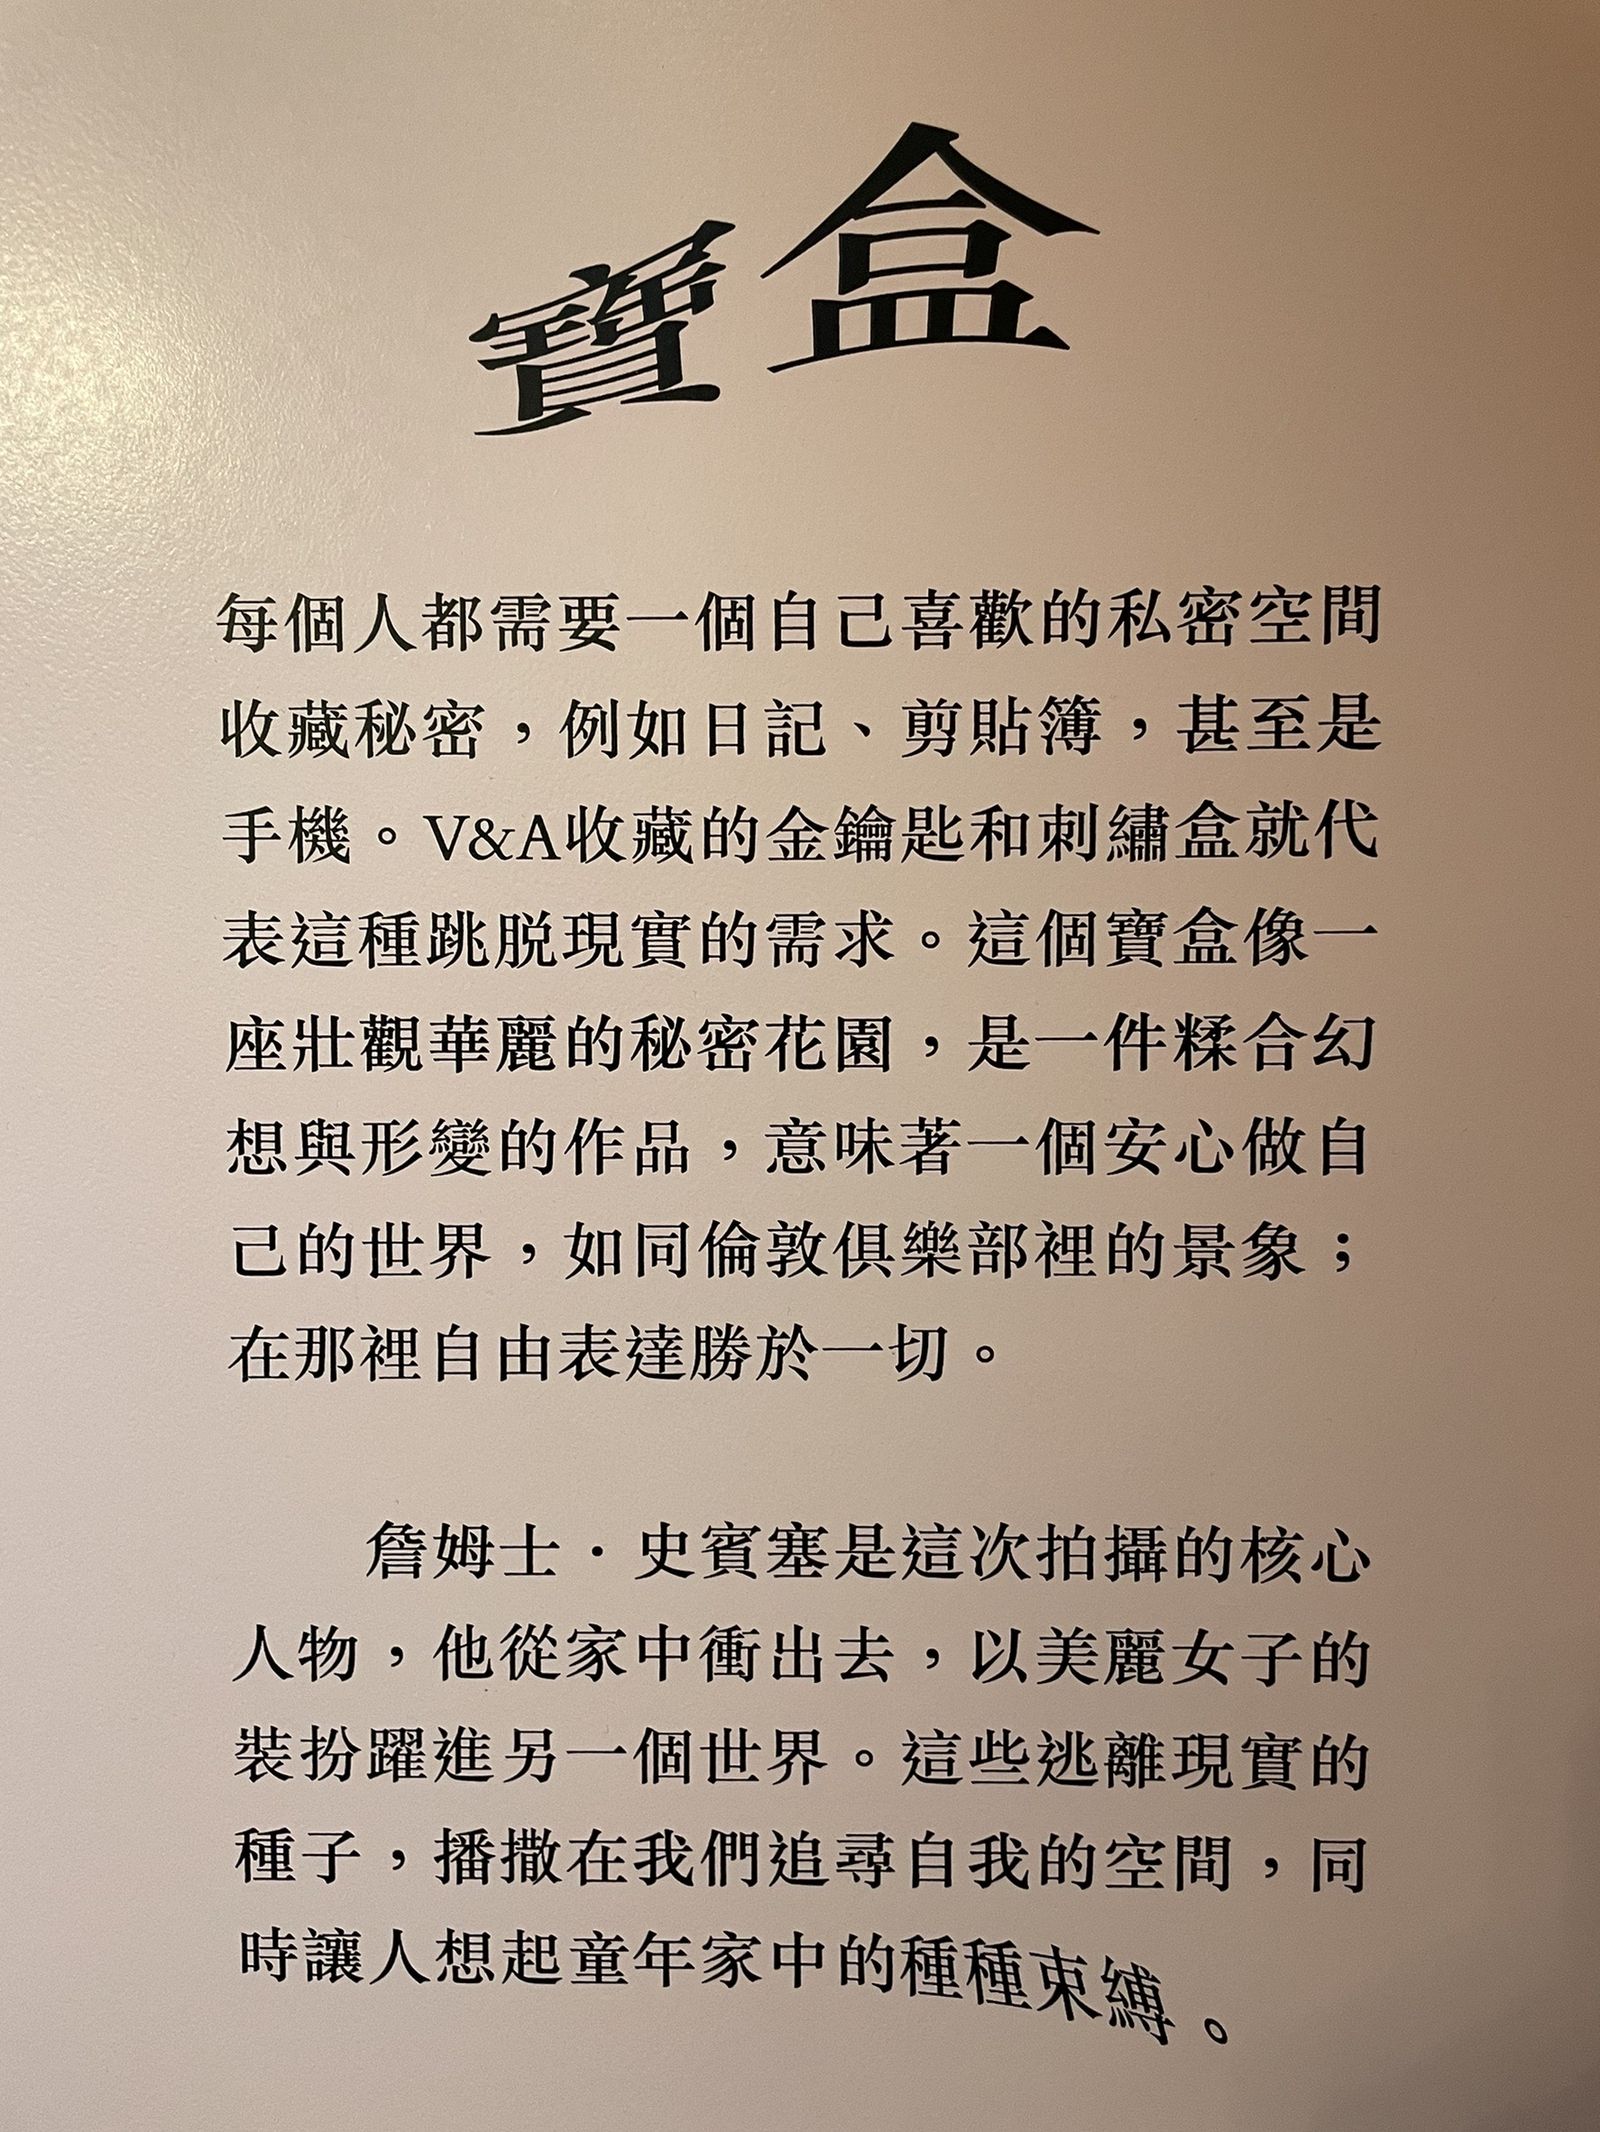 寶盒
每個人都需要一個自己喜歡的私密空間
收藏秘密，例如日記、剪貼簿，甚至是
手機。V&A收藏的金鑰匙和刺繡盒就代
表這種跳脫現實的需求。這個寶盒像一
座壯觀華麗的秘密花園，是一件糅合幻
想與形變的作品，意味著一個安心做自
己的世界，如同倫敦俱樂部裡的景象；
在那裡自由表達勝於一切。
詹姆士．史賓塞是這次拍攝的核心
人物，他從家中衝出去，以美麗女子的
裝扮躍進另一個世界。這些逃離現實的
種子，播撒在我們追尋自我的空間，同
時讓人想起童年家中的種種束縛。